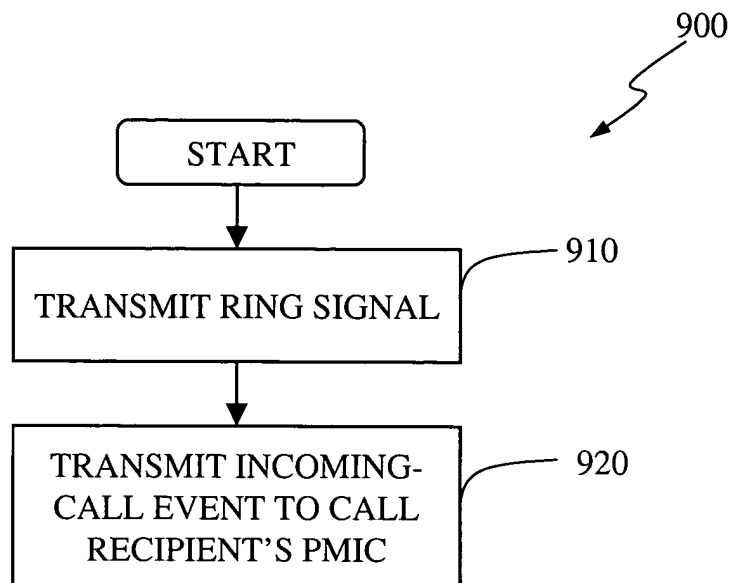 900
START
910
TRANSMIT RING SIGNAL
TRANSMIT INCOMING-
CALL EVENT TO CALL
RECIPIENT'S PMIC
920